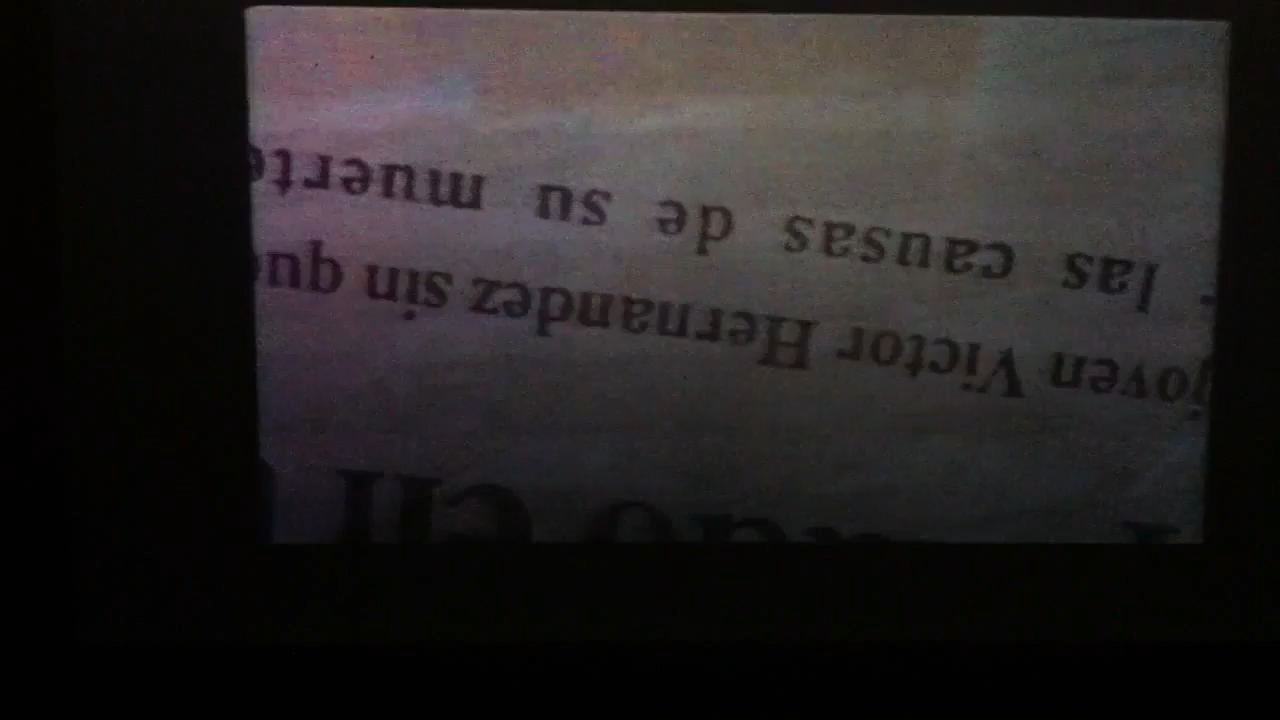 joven Victor Hernandez sin qu
- las causas de su muerte